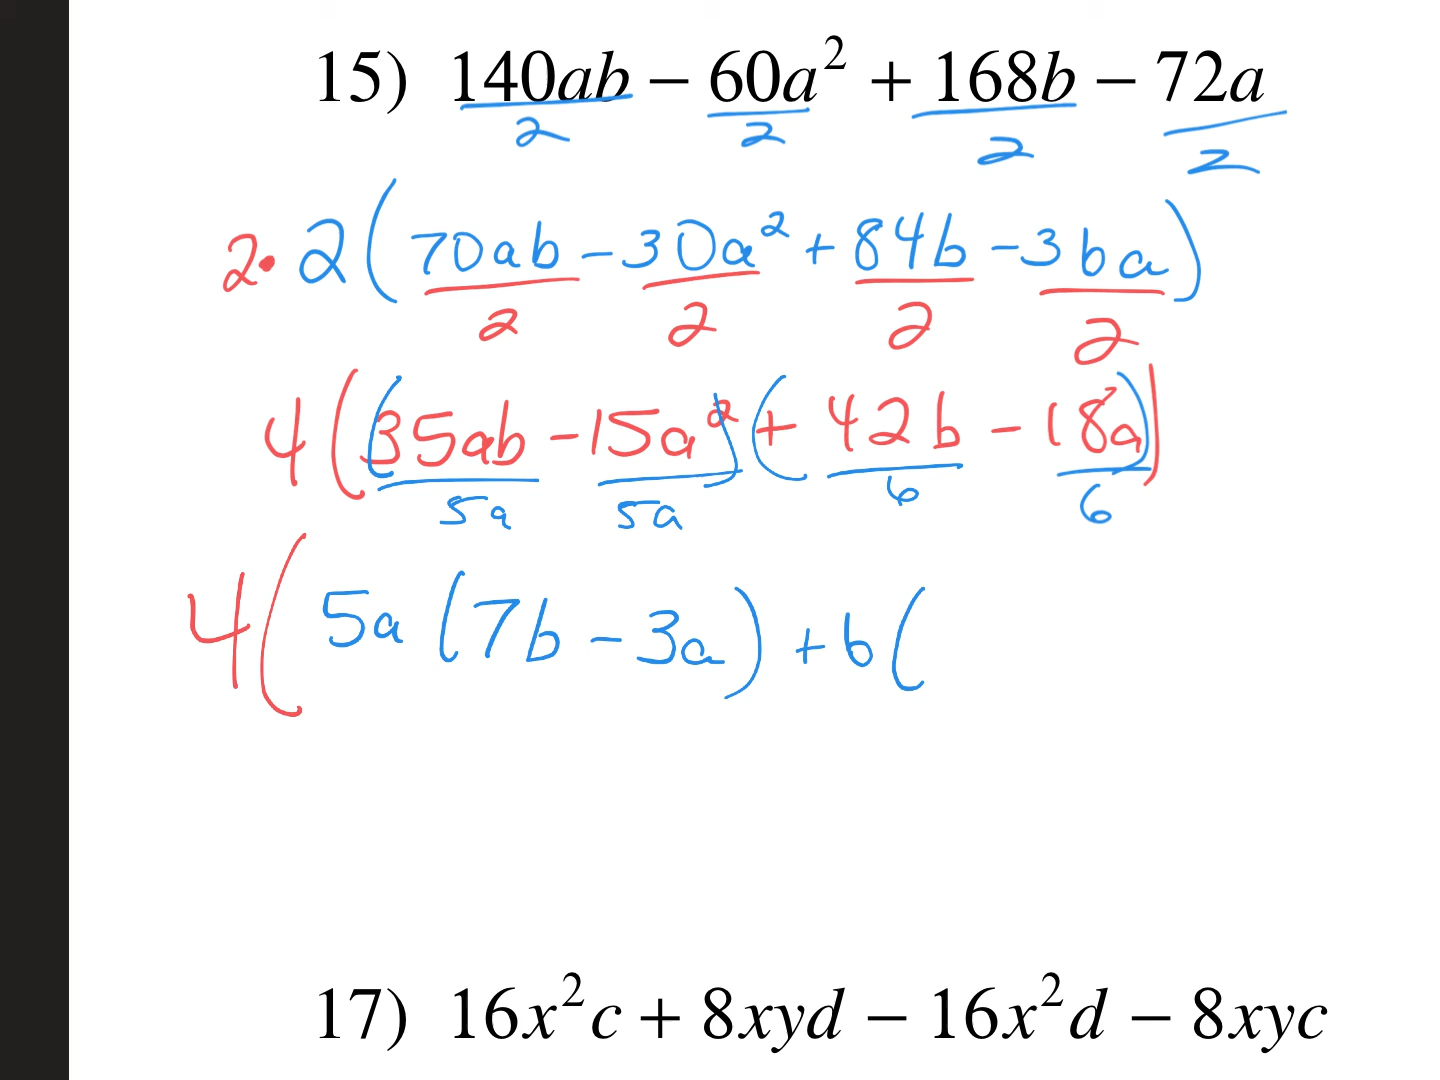 15) 140ab − 60a² + 168b − 72a
2 2 2 2
2· 2(70ab − 30a² + 84b − 36a)
2 2 2 2
4((35ab − 15a²)(+ 42b − 18a))
5a 5a 6 6
4(5a(7b − 3a) + 6(
17) 16x²c + 8xyd − 16x²d − 8xyc